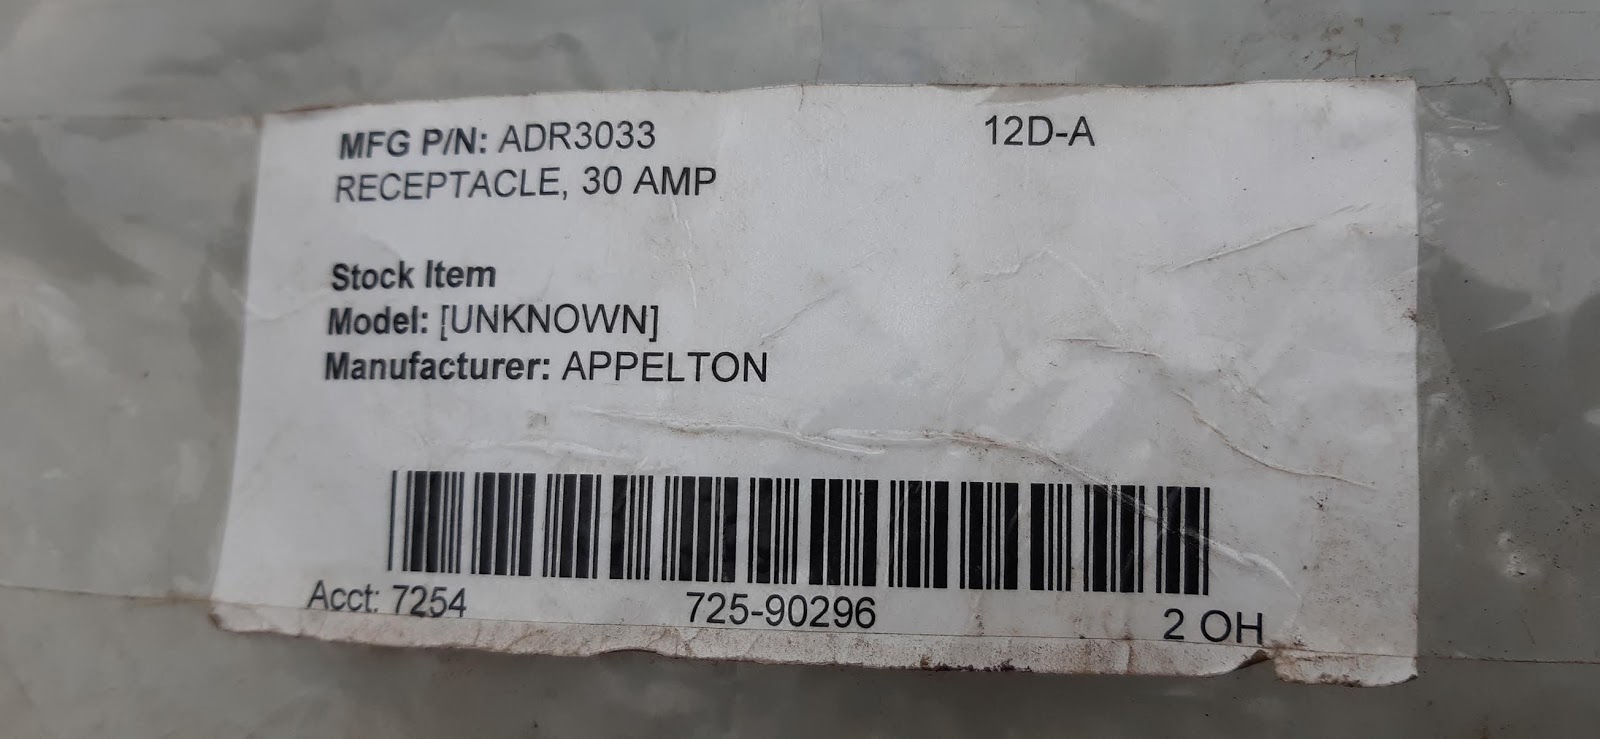 MFG P/N: ADR3033 12D-A
RECEPTACLE, 30 AMP
Stock Item
Model: [UNKNOWN]
Manufacturer: APPELTON
Acct: 7254 725-90296 2 OH